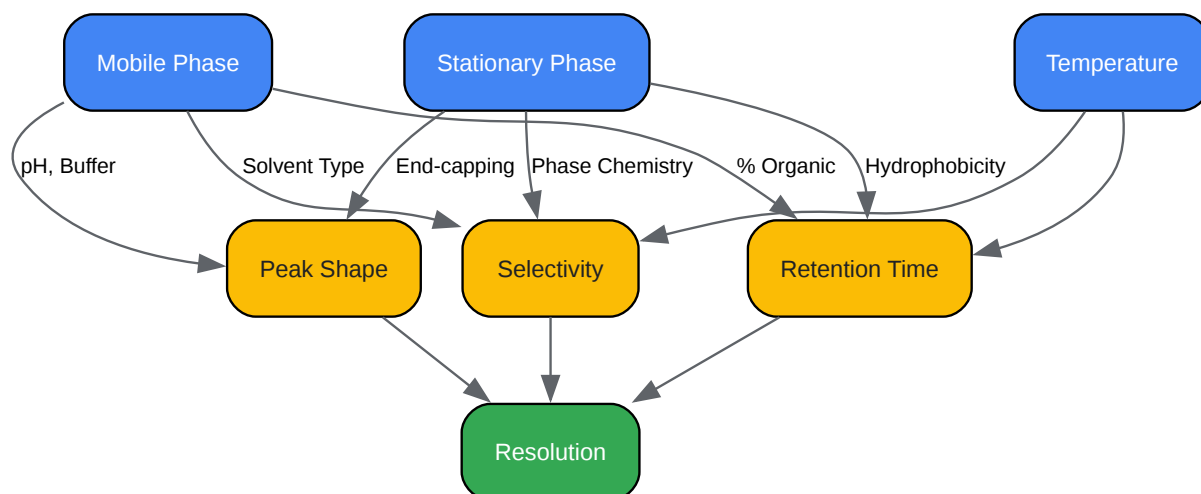 Mobile Phase
Stationary Phase
Temperature
pH, Buffer
Solvent Type
End-capping
Phase Chemistry
% Organic
Hydrophobicity
Peak Shape
Selectivity
Retention Time
Resolution